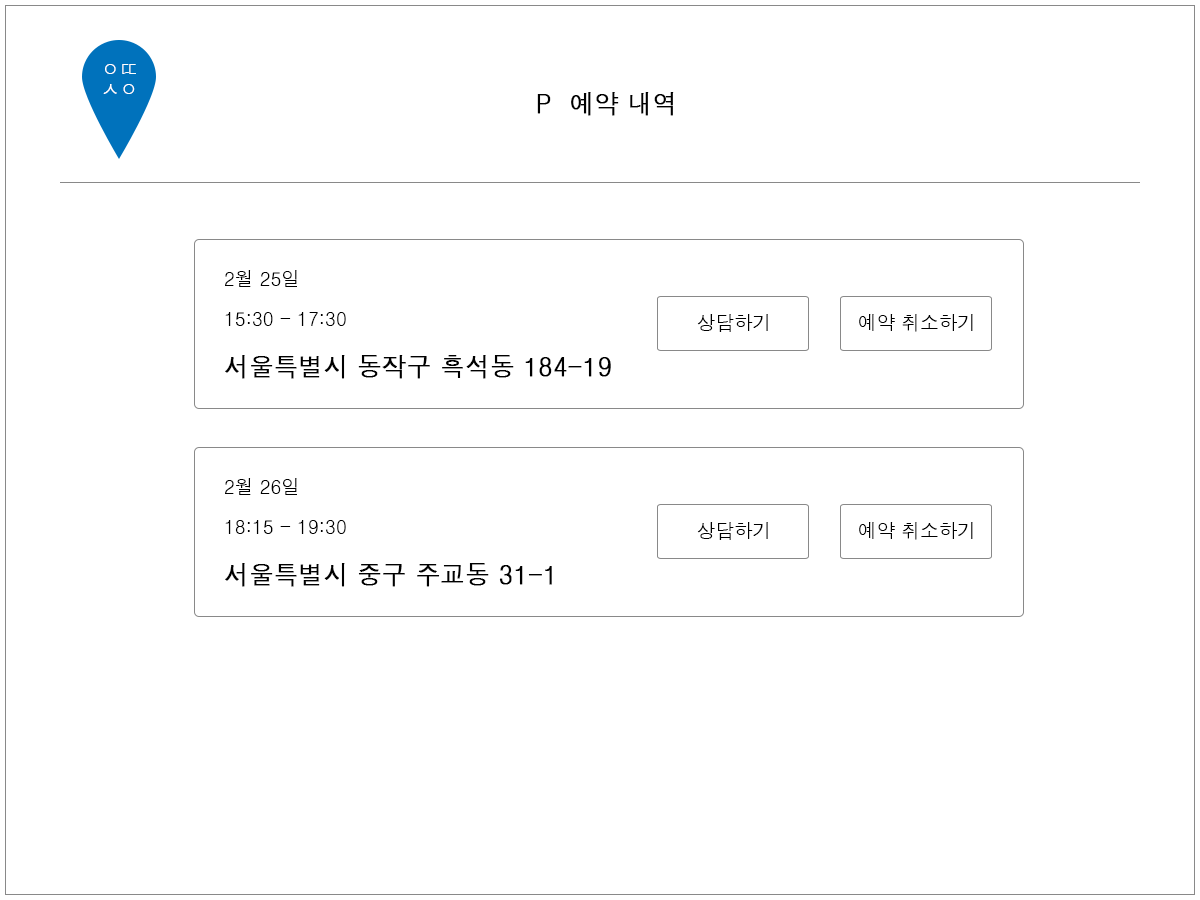 ㅇㄸ
ㅅㅇ
P 예약 내역
2월 25일
15:30 - 17:30
서울특별시 동작구 흑석동 184-19
상담하기
예약 취소하기
2월 26일
18:15 - 19:30
서울특별시 중구 주교동 31-1
상담하기
예약 취소하기